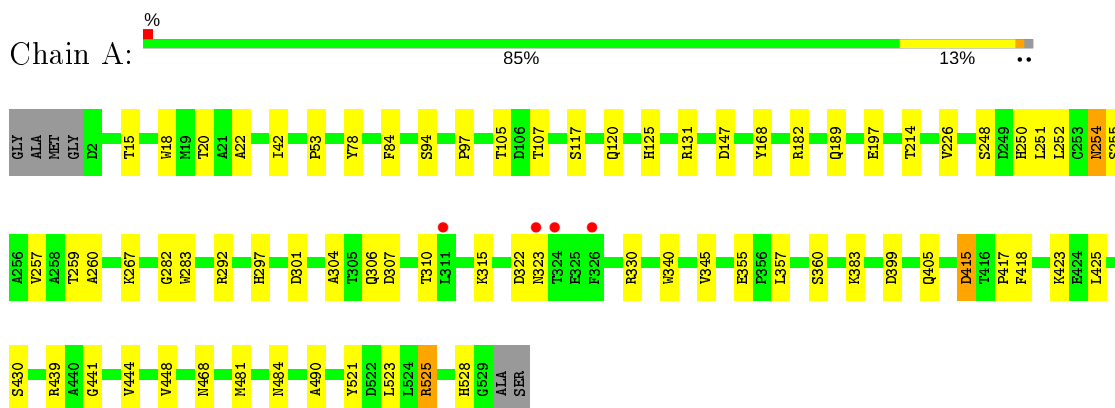 %
Chain A:
85% 13% ••
GLY ALA MET GLY D2 T15 W18 M19 T20 A21 A22 I42 P53 Y78 F84 S94 P97 T105 D106 T107 S117 Q120 H125 R131 D147 Y168 R182 Q189 E197 T214 V226 S248 D249 H250 L251 L252 C253 N254 S255
A256 V257 A258 T259 A260 K267 G282 W283 R292 H297 D301 A304 T305 Q306 D307 T310 L311 K315 D322 N323 T324 E325 F326 R330 W340 V345 E355 P356 L357 S360 K383 D399 Q405 D415 T416 P417 F418 K423 E424 L425
S430 R439 A440 G441 V444 V448 N468 M481 N484 A490 Y521 D522 L523 L524 R525 H528 G529 ALA SER